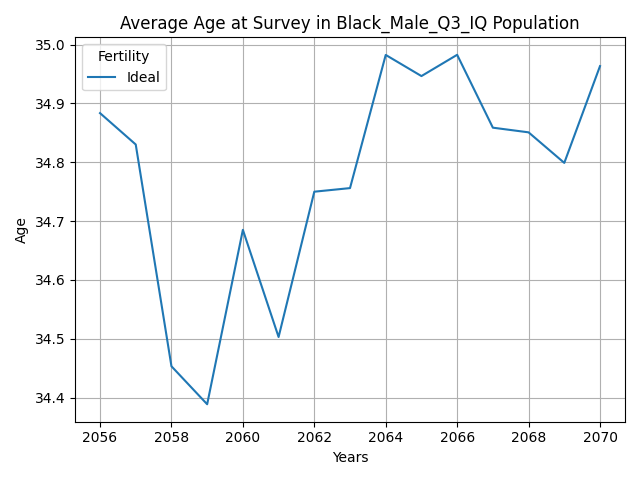 Average Age at Survey in Black_Male_Q3_IQ Population
35.0
34.9
34.8
34.7
34.6
34.5
34.4
Age
Fertility
Ideal
2056 2058 2060 2062 2064 2066 2068 2070
Years